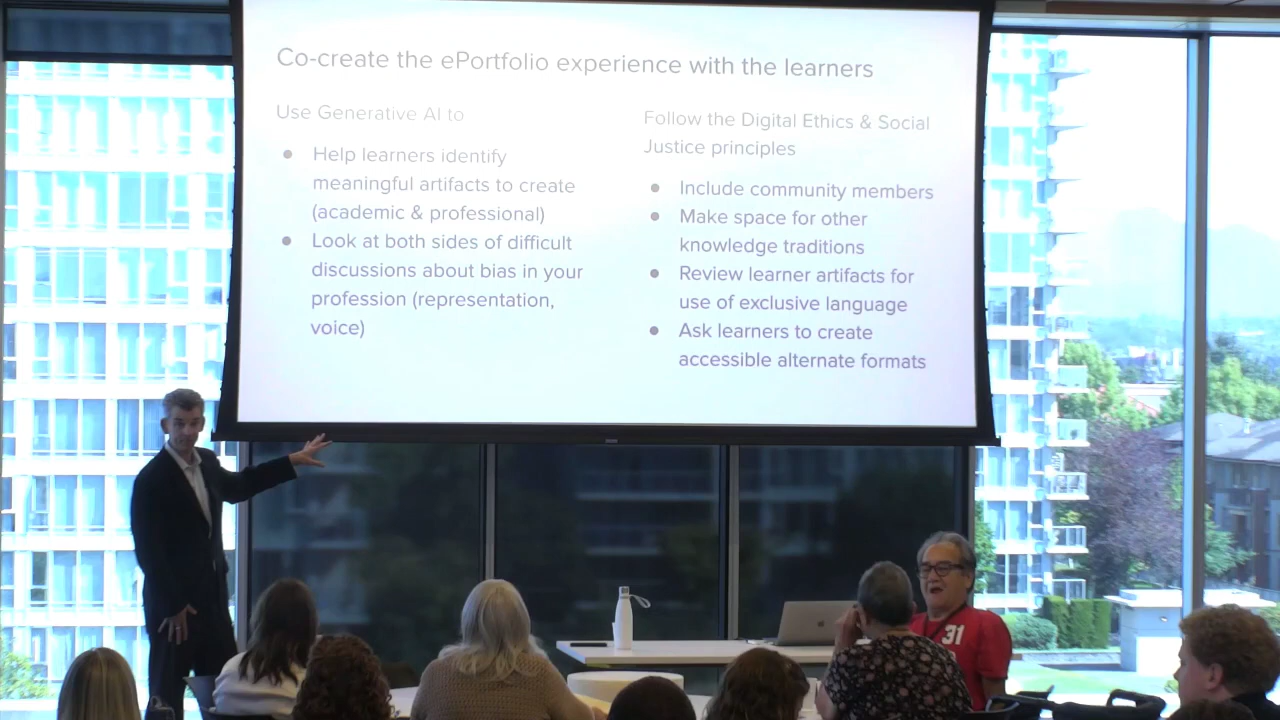 Co-create the ePortfolio experience with the learners
Use Generative AI to
Help learners identify
meaningful artifacts to create
(academic & professional)
Look at both sides of difficult
discussions about bias in your
profession (representation,
voice)
Follow the Digital Ethics & Social
Justice principles
Include community members
Make space for other
knowledge traditions
Review learner artifacts for
use of exclusive language
Ask learners to create
accessible alternate formats
31